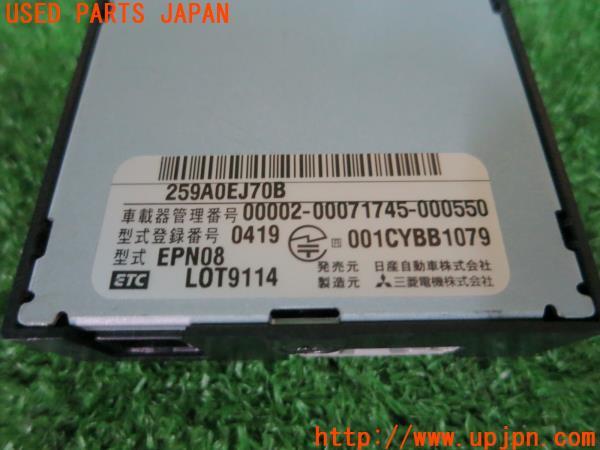 USED PARTS JAPAN
259A0EJ70B
車載器管理番号 00002-00071745-000550
型式登録番号 0419 四 001CYBB1079
型式 EPN08 発売元 日産自動車株式会社
ETC LOT9114 製造元 三菱電機株式会社
http://www.upjpn.com/